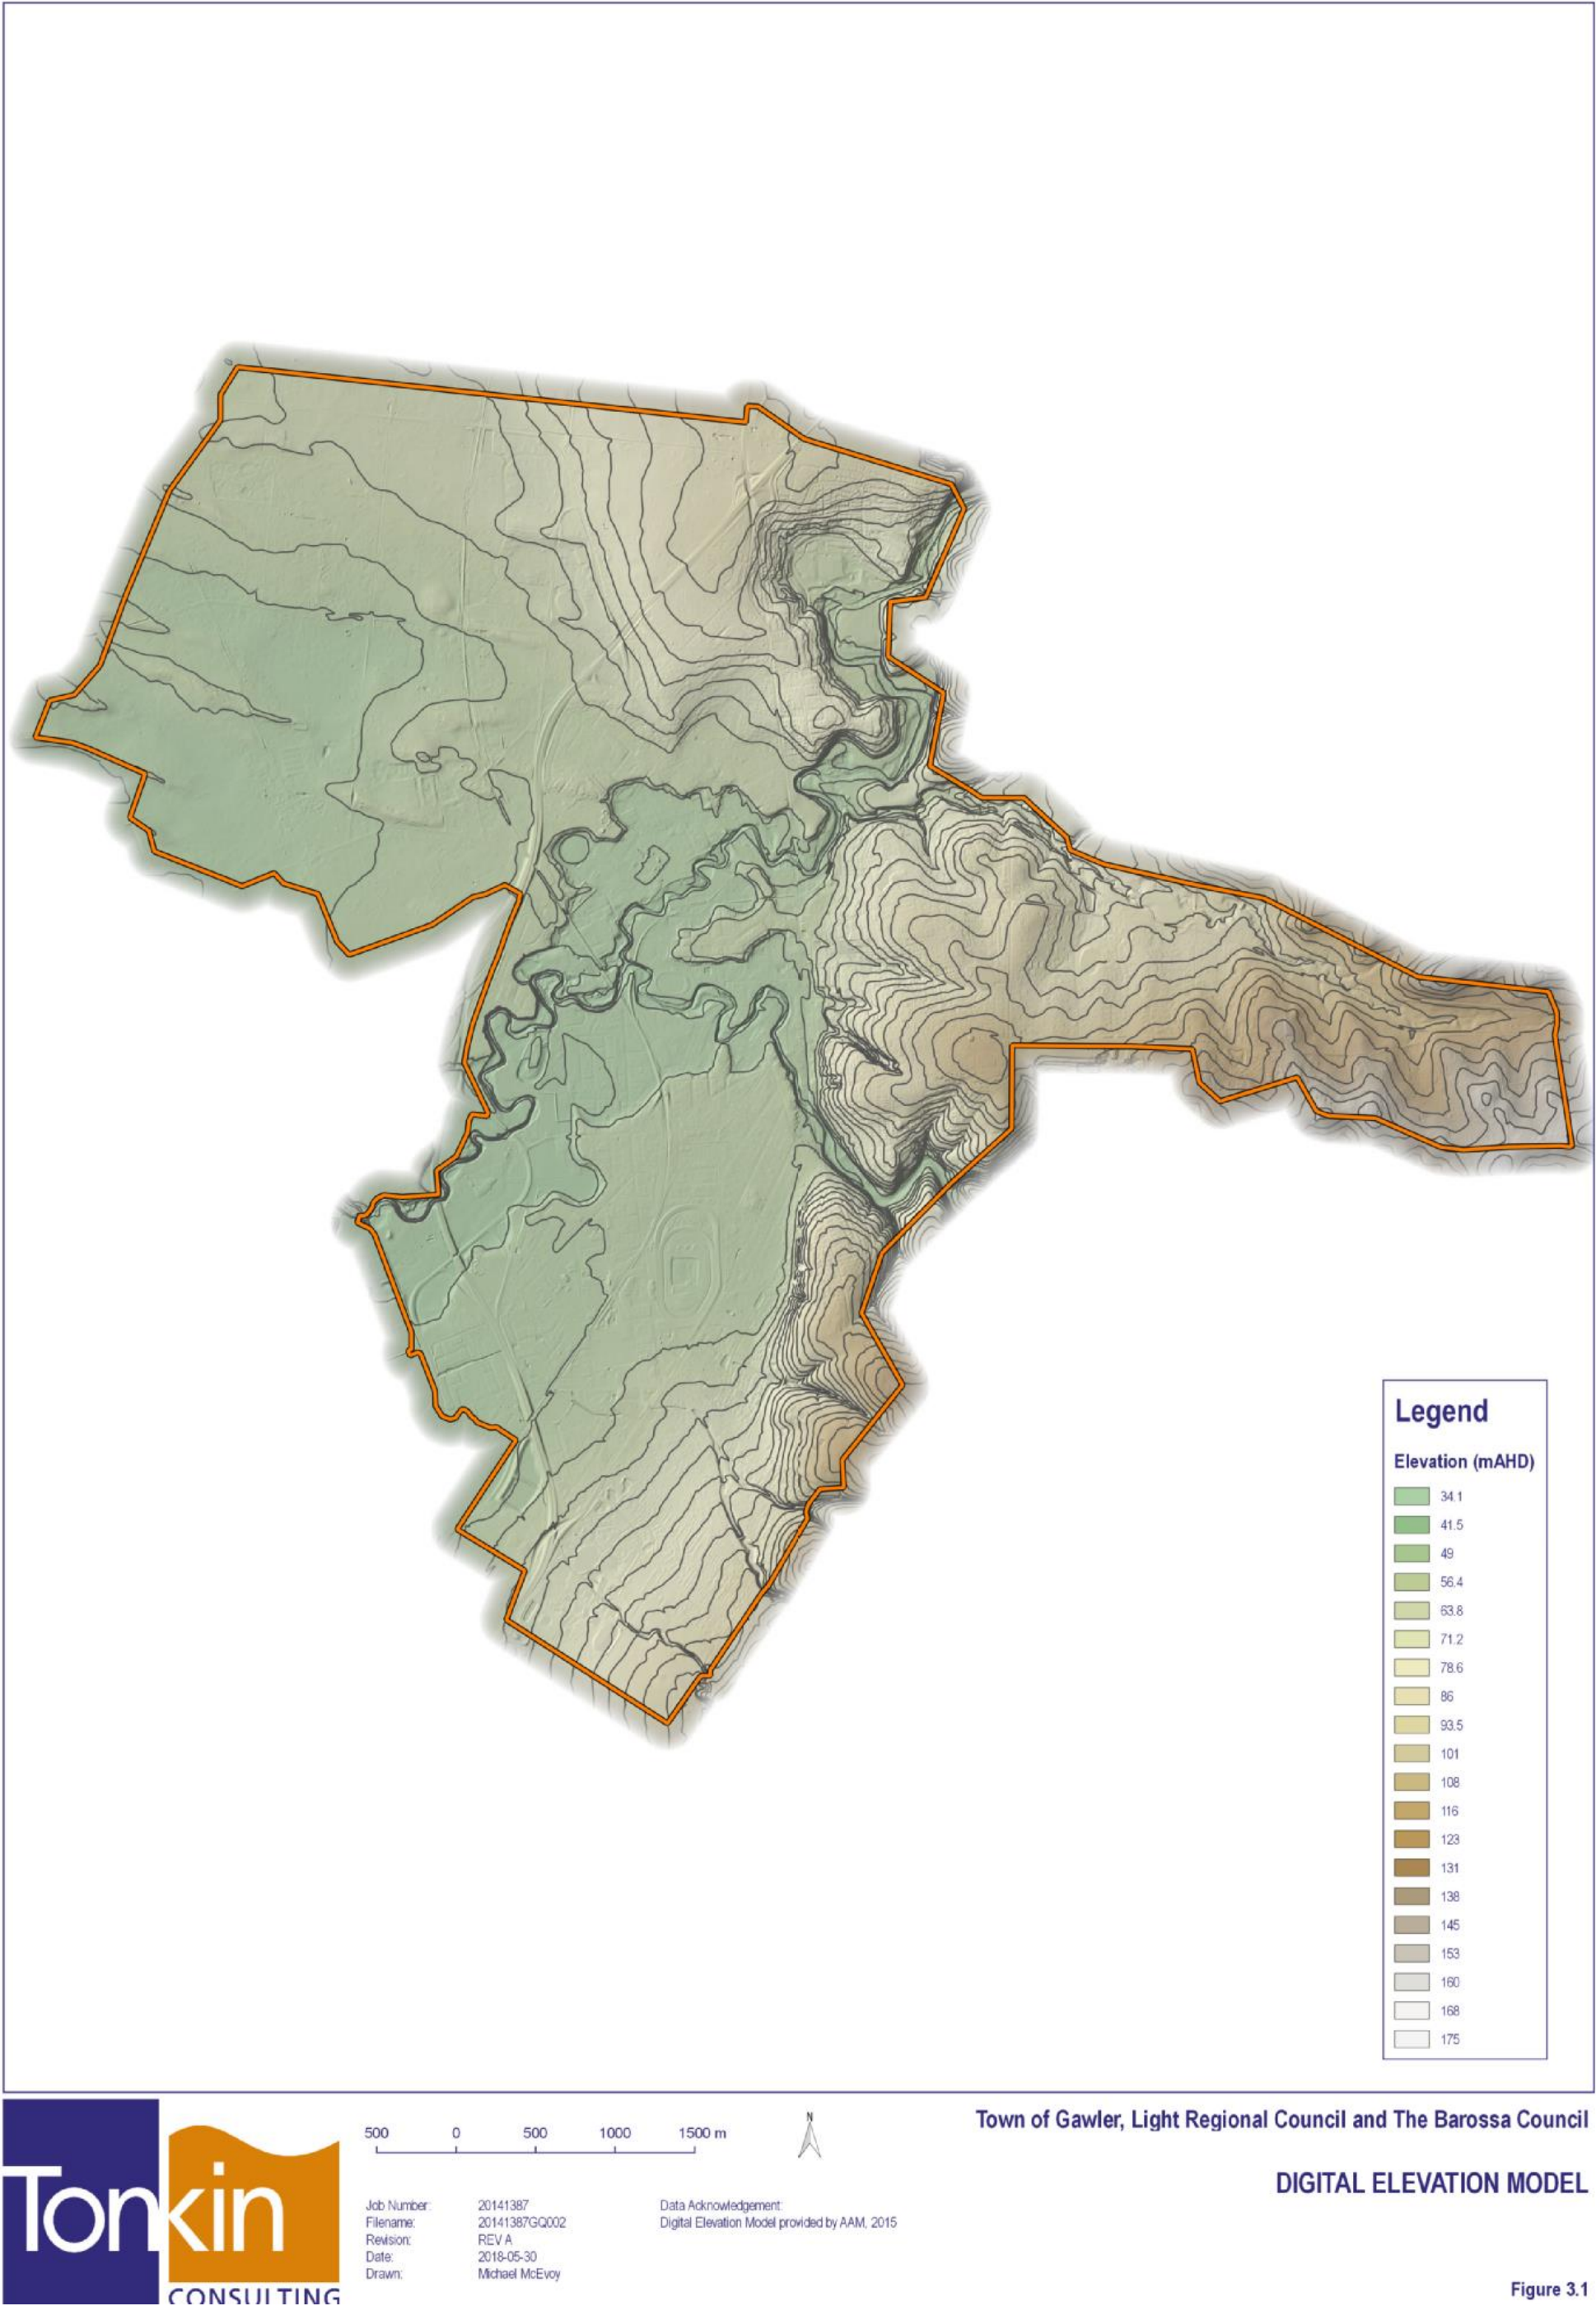 Legend
Elevation (mAHD)
34.1
41.5
49
56.4
63.8
71.2
78.6
86
93.5
101
108
116
123
131
138
145
153
160
168
175
Tonkin
CONSULTING
500 0 500 1000 1500 m
N
Job Number: 20141387
Filename: 20141387GQ002
Revision: REV A
Date: 2018-05-30
Drawn: Michael McEvoy
Data Acknowledgement:
Digital Elevation Model provided by AAM, 2015
Town of Gawler, Light Regional Council and The Barossa Council
DIGITAL ELEVATION MODEL
Figure 3.1